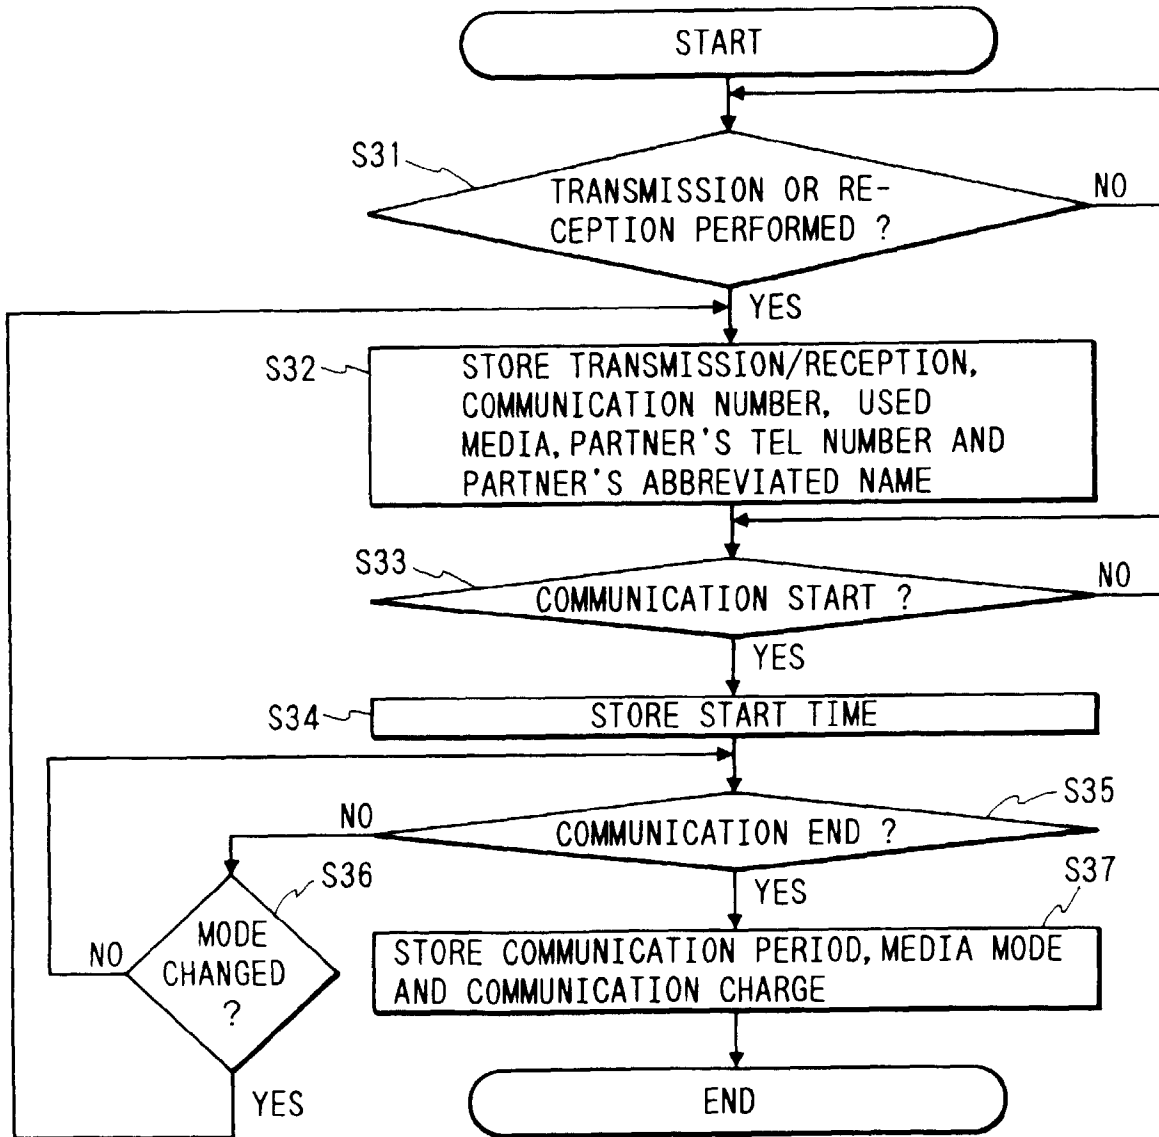 START
S31
TRANSMISSION OR RE-
CEPTION PERFORMED ?
NO
YES
S32
STORE TRANSMISSION/RECEPTION,
COMMUNICATION NUMBER, USED
MEDIA, PARTNER'S TEL NUMBER AND
PARTNER'S ABBREVIATED NAME
S33
COMMUNICATION START ?
NO
YES
S34
STORE START TIME
S35
NO
COMMUNICATION END ?
S36
S37
YES
NO
MODE
CHANGED
?
STORE COMMUNICATION PERIOD, MEDIA MODE
AND COMMUNICATION CHARGE
YES
END